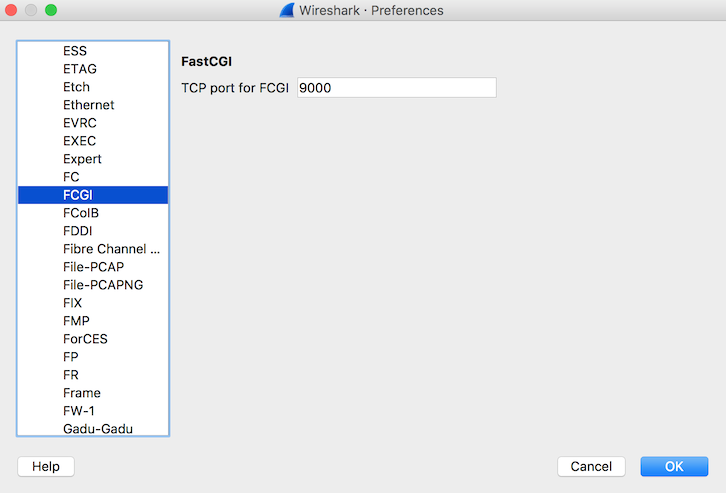 Wireshark · Preferences
ESS
ETAG
Etch
Ethernet
EVRC
EXEC
Expert
FC
FCGI
FCoIB
FDDI
Fibre Channel ...
File-PCAP
File-PCAPNG
FIX
FMP
ForCES
FP
FR
Frame
FW-1
Gadu-Gadu
FastCGI
TCP port for FCGI 9000
Help
Cancel
OK